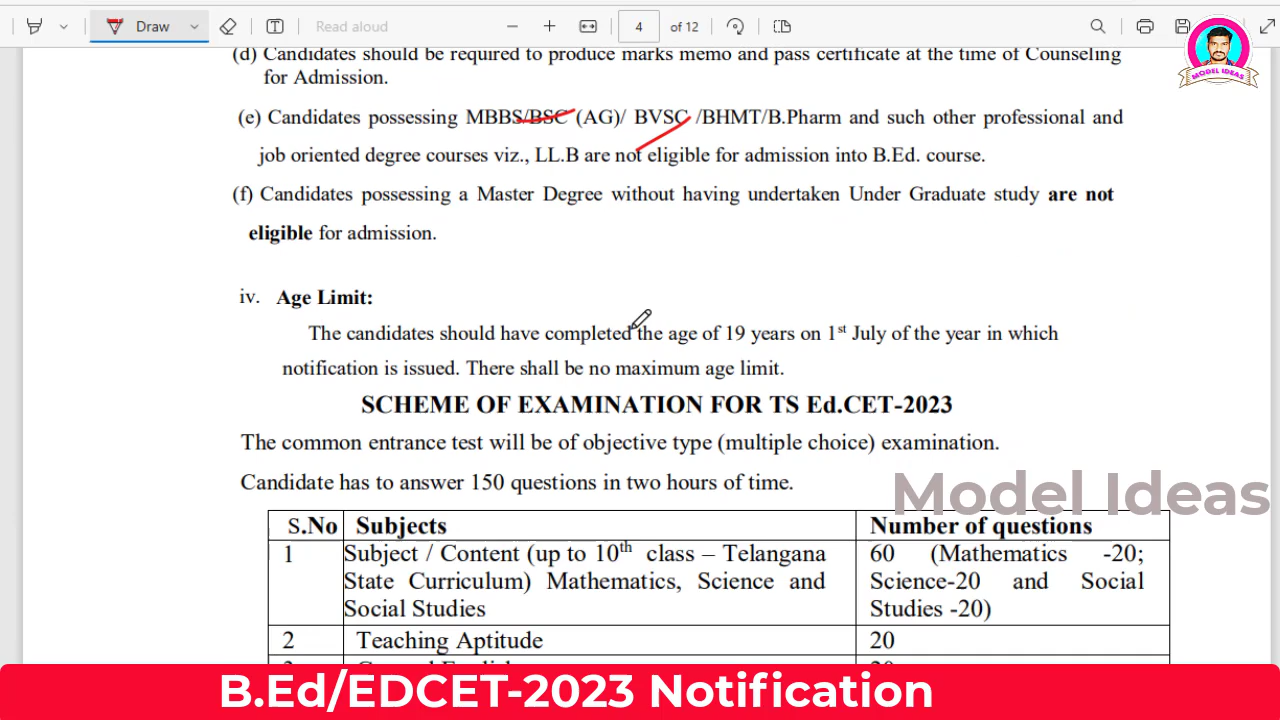 Draw
Read aloud
4
of 12
MODEL IDEAS
(d) Candidates should be required to produce marks memo and pass certificate at the time of Counseling
for Admission.
(e) Candidates possessing MBBS/BSC (AG)/ BVSC /BHMT/B.Pharm and such other professional and
job oriented degree courses viz., LL.B are not eligible for admission into B.Ed. course.
(f) Candidates possessing a Master Degree without having undertaken Under Graduate study are not
eligible for admission.
iv. Age Limit:
The candidates should have completed the age of 19 years on 1st July of the year in which
notification is issued. There shall be no maximum age limit.
SCHEME OF EXAMINATION FOR TS Ed.CET-2023
The common entrance test will be of objective type (multiple choice) examination.
Candidate has to answer 150 questions in two hours of time.
Model Ideas
S.No Subjects Number of questions
1 Subject / Content (up to 10th class – Telangana 60 (Mathematics -20;
State Curriculum) Mathematics, Science and Science-20 and Social
Social Studies Studies -20)
2 Teaching Aptitude 20
B.Ed/EDCET-2023 Notification